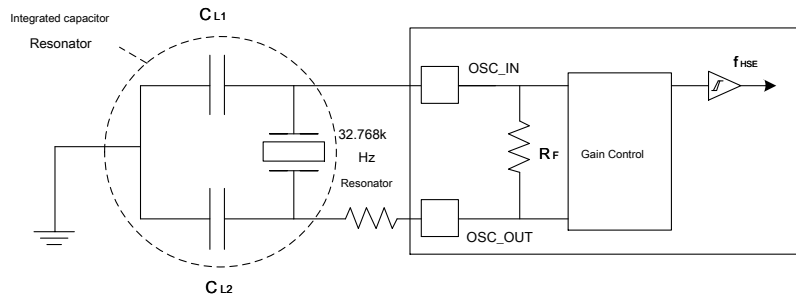 CL1
Integrated capacitor
Resonator
OSC_IN
fHSE
32.768k
Hz
RF
Gain Control
Resonator
OSC_OUT
CL2